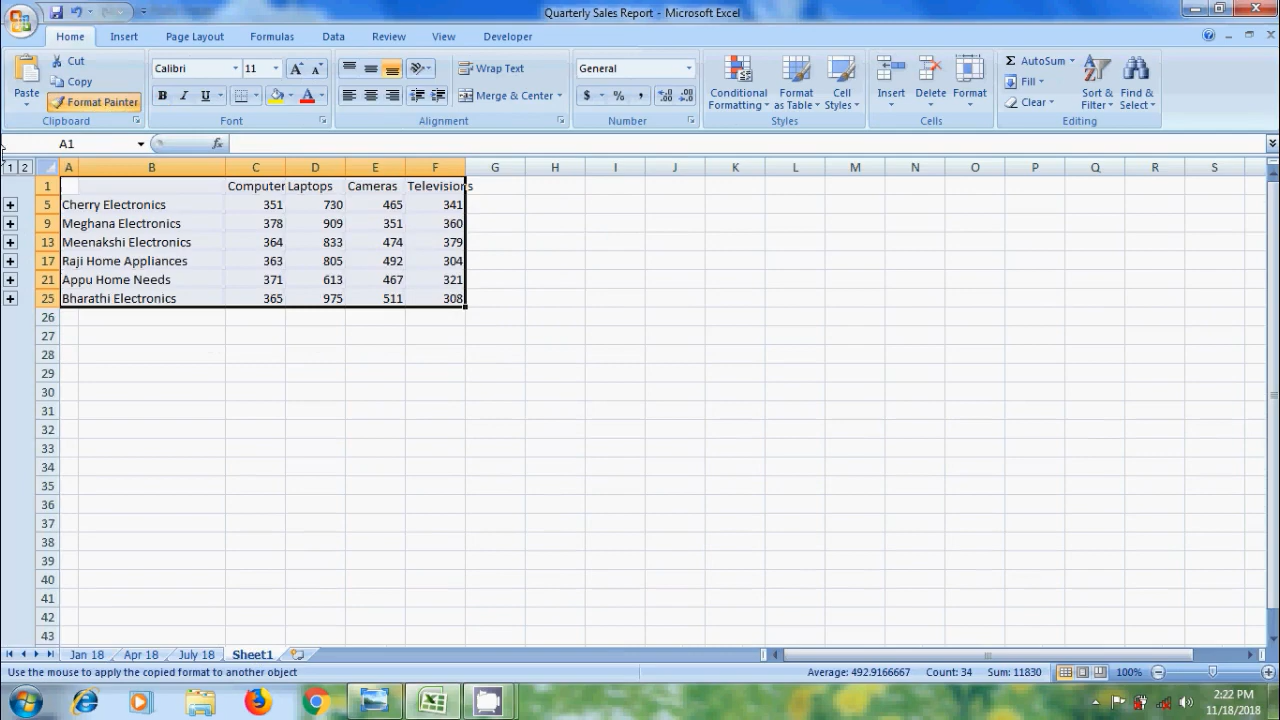 Quarterly Sales Report - Microsoft Excel
Home Insert Page Layout Formulas Data Review View Developer
Paste Cut Copy Format Painter
Calibri 11 B I U A A A
Wrap Text Merge & Center
General $ % ,
Conditional Formatting Format as Table Cell Styles
Insert Delete Format
Σ AutoSum Fill Clear Sort & Filter Find & Select
Clipboard Font Alignment Number Styles Cells Editing
A1 fx
1 2 A B C D E F G H I J K L M N O P Q R S
1 Computer Laptops Cameras Televisions
5 Cherry Electronics 351 730 465 341
9 Meghana Electronics 378 909 351 360
13 Meenakshi Electronics 364 833 474 379
17 Raji Home Appliances 363 805 492 304
21 Appu Home Needs 371 613 467 321
25 Bharathi Electronics 365 975 511 308
26
27
28
29
30
31
32
33
34
35
36
37
38
39
40
41
42
43
Jan 18 Apr 18 July 18 Sheet1
Use the mouse to apply the copied format to another object Average: 492.9166667 Count: 34 Sum: 11830 100%
2:22 PM
11/18/2018